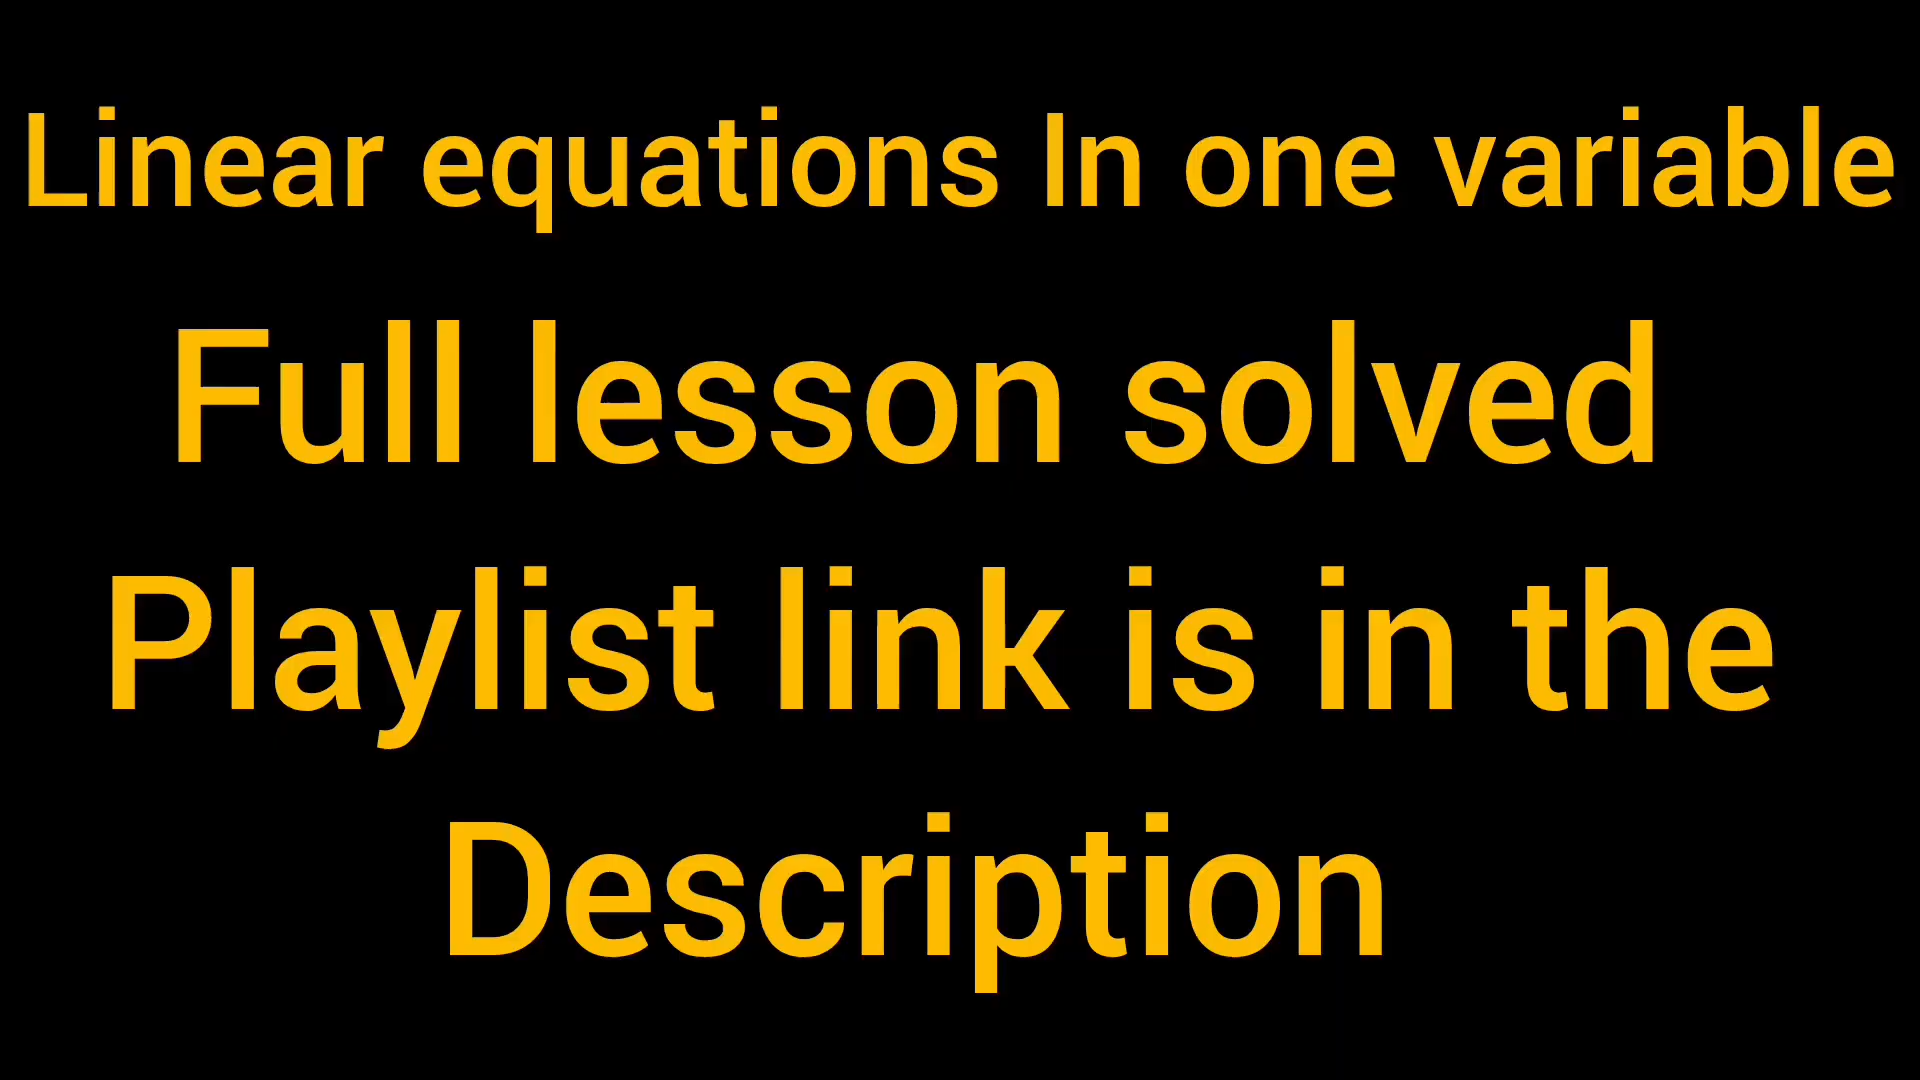 Linear equations In one variable
Full lesson solved
Playlist link is in the
Description